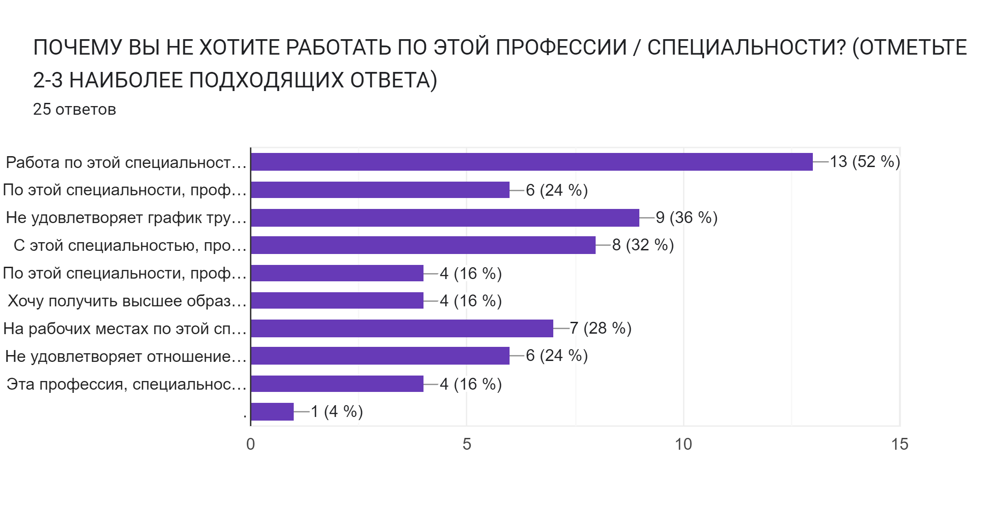 ПОЧЕМУ ВЫ НЕ ХОТИТЕ РАБОТАТЬ ПО ЭТОЙ ПРОФЕССИИ / СПЕЦИАЛЬНОСТИ? (ОТМЕТЬТЕ
2-3 НАИБОЛЕЕ ПОДХОДЯЩИХ ОТВЕТА)
25 ответов
Работа по этой специальност… 13 (52 %)
По этой специальности, проф… 6 (24 %)
Не удовлетворяет график тру… 9 (36 %)
С этой специальностью, про… 8 (32 %)
По этой специальности, проф… 4 (16 %)
Хочу получить высшее образ… 4 (16 %)
На рабочих местах по этой сп… 7 (28 %)
Не удовлетворяет отношение… 6 (24 %)
Эта профессия, специальнос… 4 (16 %)
. 1 (4 %)
0 5 10 15